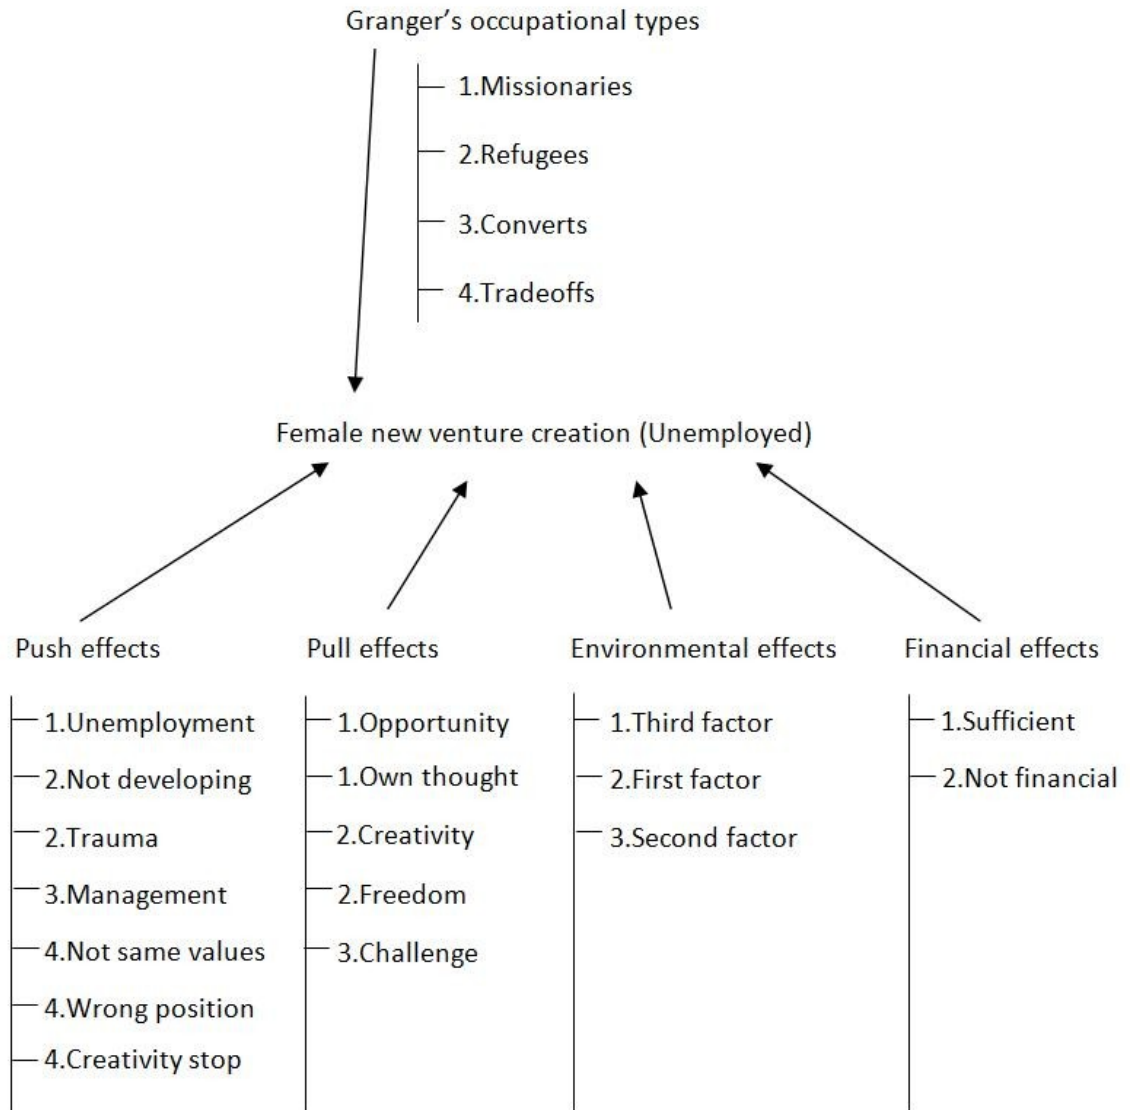 Granger’s occupational types
1.Missionaries
2.Refugees
3.Converts
4.Tradeoffs
Female new venture creation (Unemployed)
Push effects
1.Unemployment
2.Not developing
2.Trauma
3.Management
4.Not same values
4.Wrong position
4.Creativity stop
Pull effects
1.Opportunity
1.Own thought
2.Creativity
2.Freedom
3.Challenge
Environmental effects
1.Third factor
2.First factor
3.Second factor
Financial effects
1.Sufficient
2.Not financial